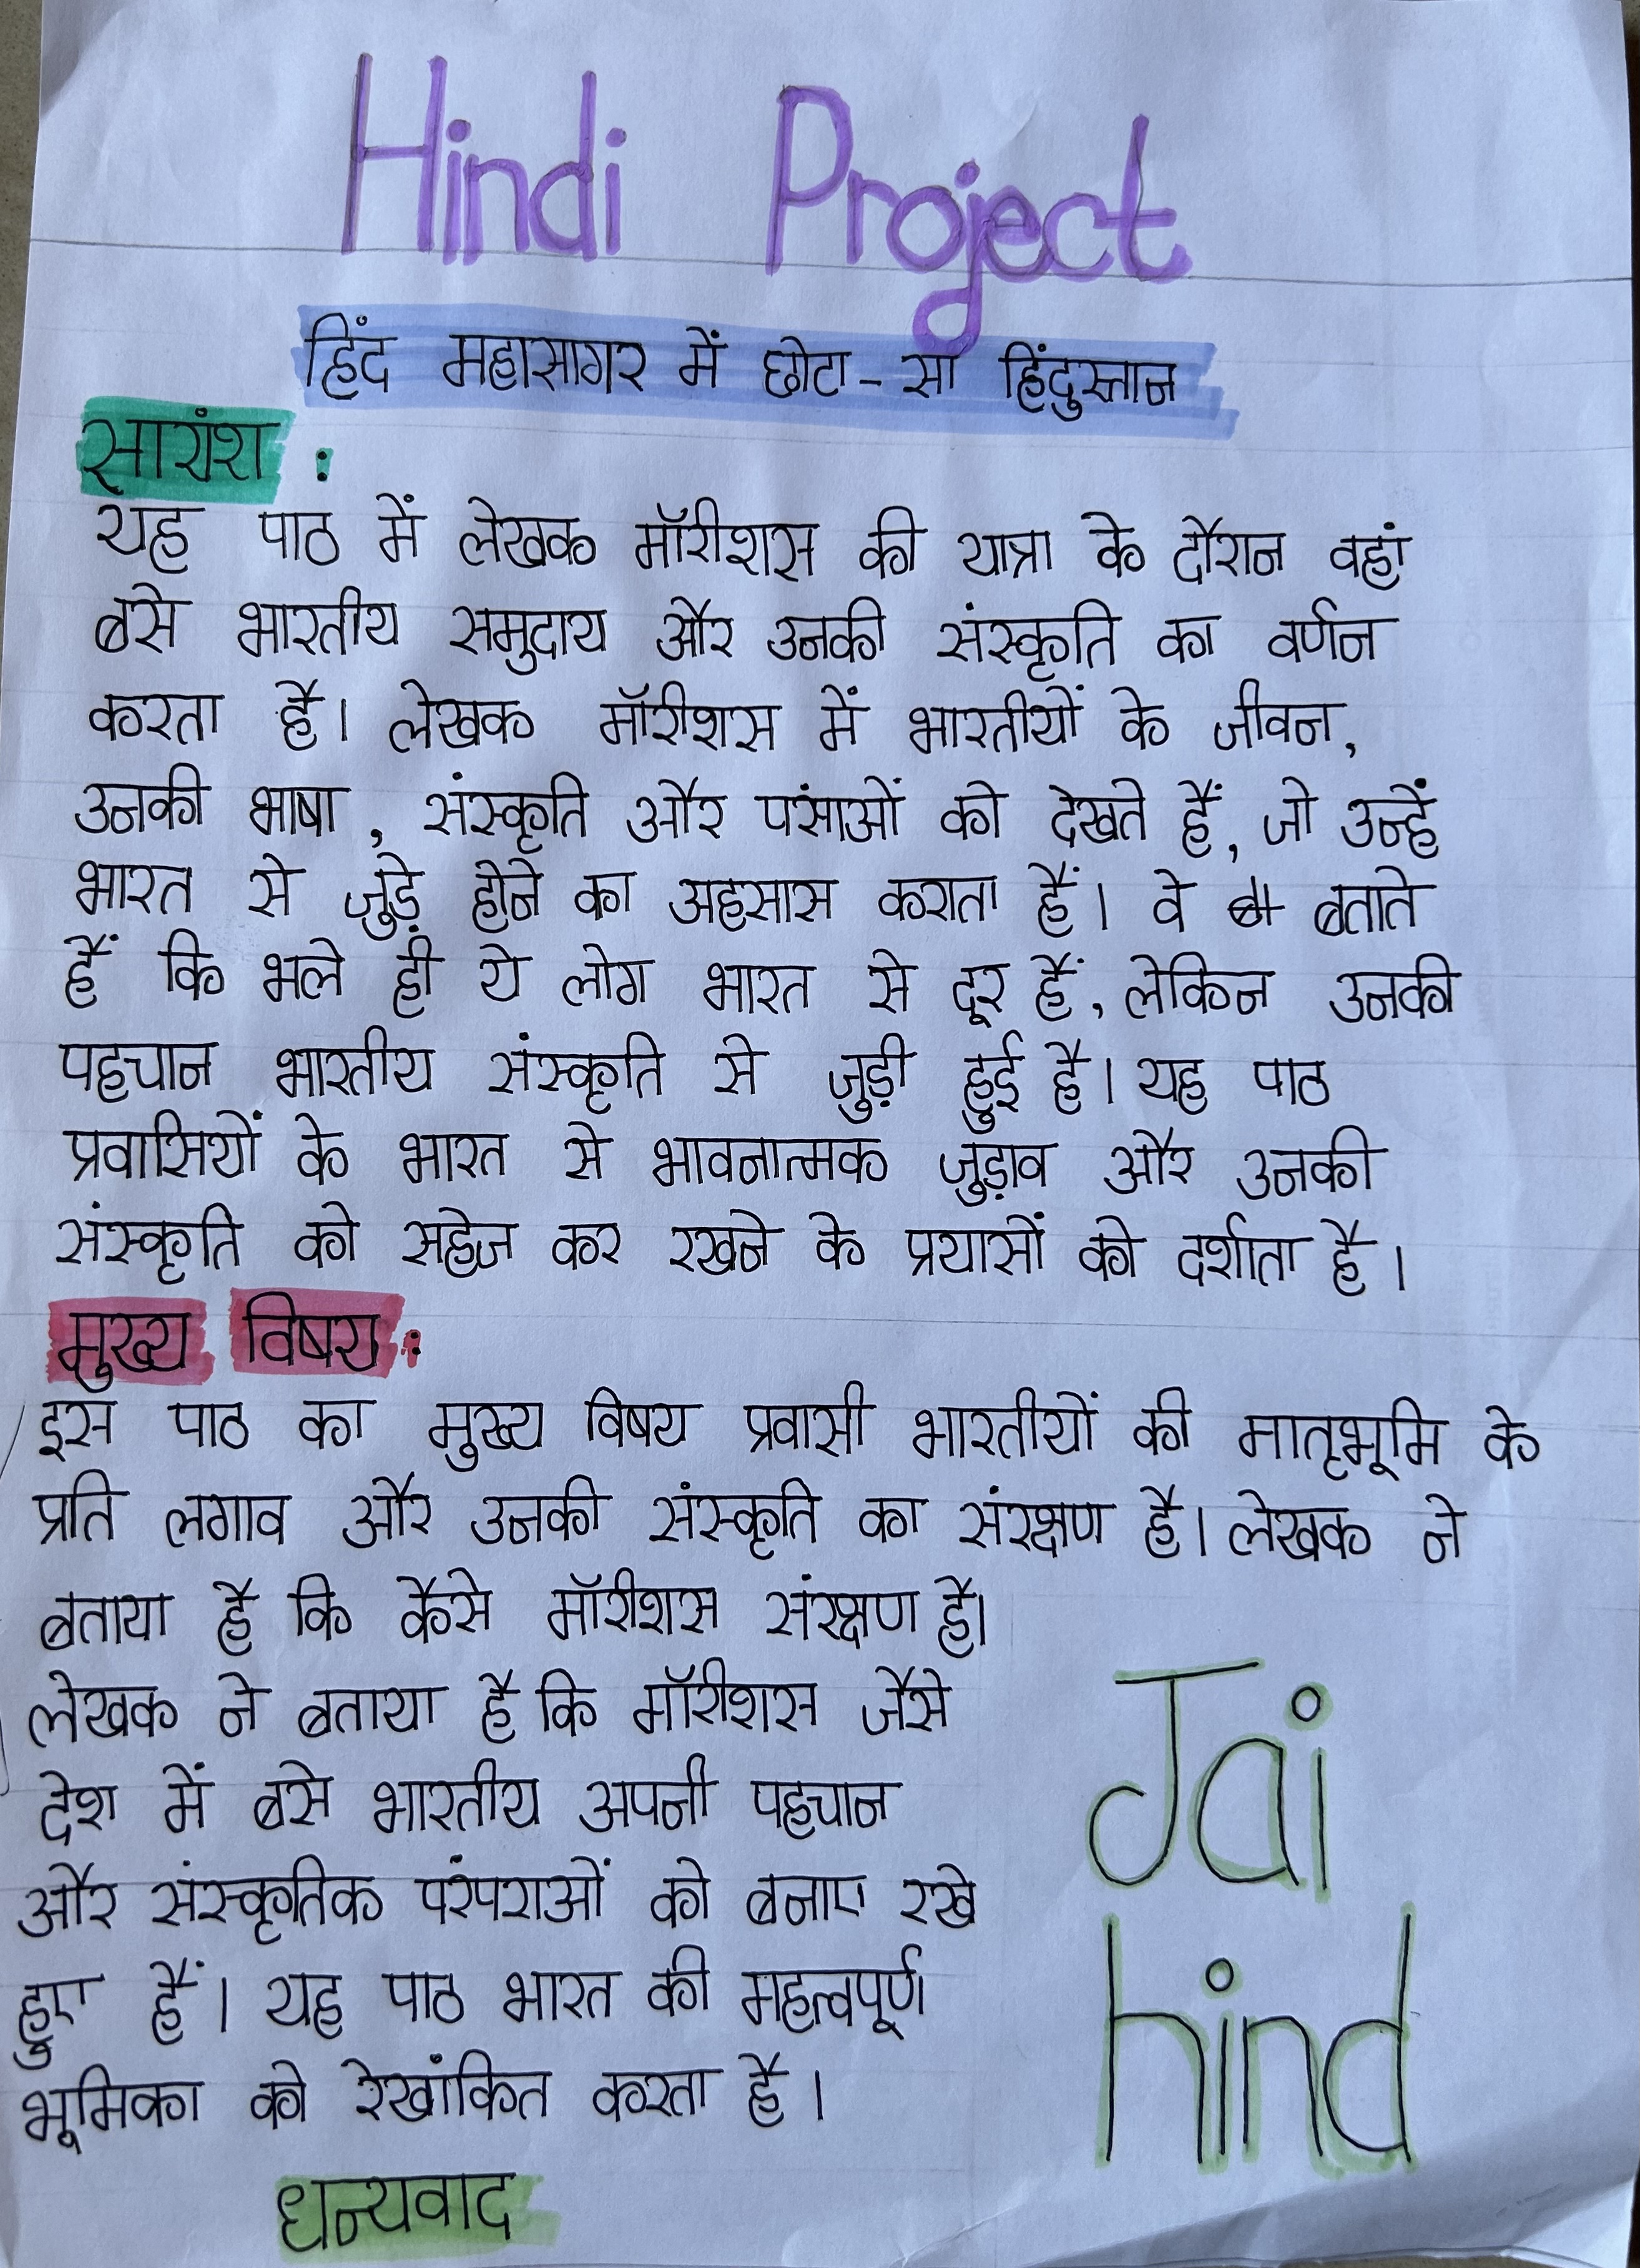 Hindi Project
हिंद महासागर में छोटा-सा हिंदुस्तान
सारांश :
यह पाठ में लेखक मॉरीशस की यात्रा के दौरान वहां
बसे भारतीय समुदाय और उनकी संस्कृति का वर्णन
करता है। लेखक मॉरीशस में भारतीयों के जीवन,
उनकी भाषा, संस्कृति और को देखते हैं, जो उन्हें
भारत से जुड़े होने का अहसास कराता हैं। वे बताते
हैं कि भले ही ये लोग भारत से दूर हैं, लेकिन उनकी
पहचान भारतीय संस्कृति से जुड़ी हुई है। यह पाठ
प्रवासियों के भारत से भावनात्मक जुड़ाव और उनकी
संस्कृति को सहेज कर रखने के प्रयासों को दर्शाता है।
मुख्य विषय :
इस पाठ का मुख्य विषय प्रवासी भारतीयों की मातृभूमि के
प्रति लगाव और उनकी संस्कृति का संरक्षण है। लेखक ने
बताया है कि कैसे मॉरीशस संरक्षण है।
लेखक ने बताया है कि मॉरीशस जैसे
देश में बसे भारतीय अपनी पहचान
और संस्कृतिक परंपराओं को बनाए रखे
हुए हैं। यह पाठ भारत की महत्वपूर्ण
भूमिका को रेखांकित करता है।
Jai
hind
धन्यवाद